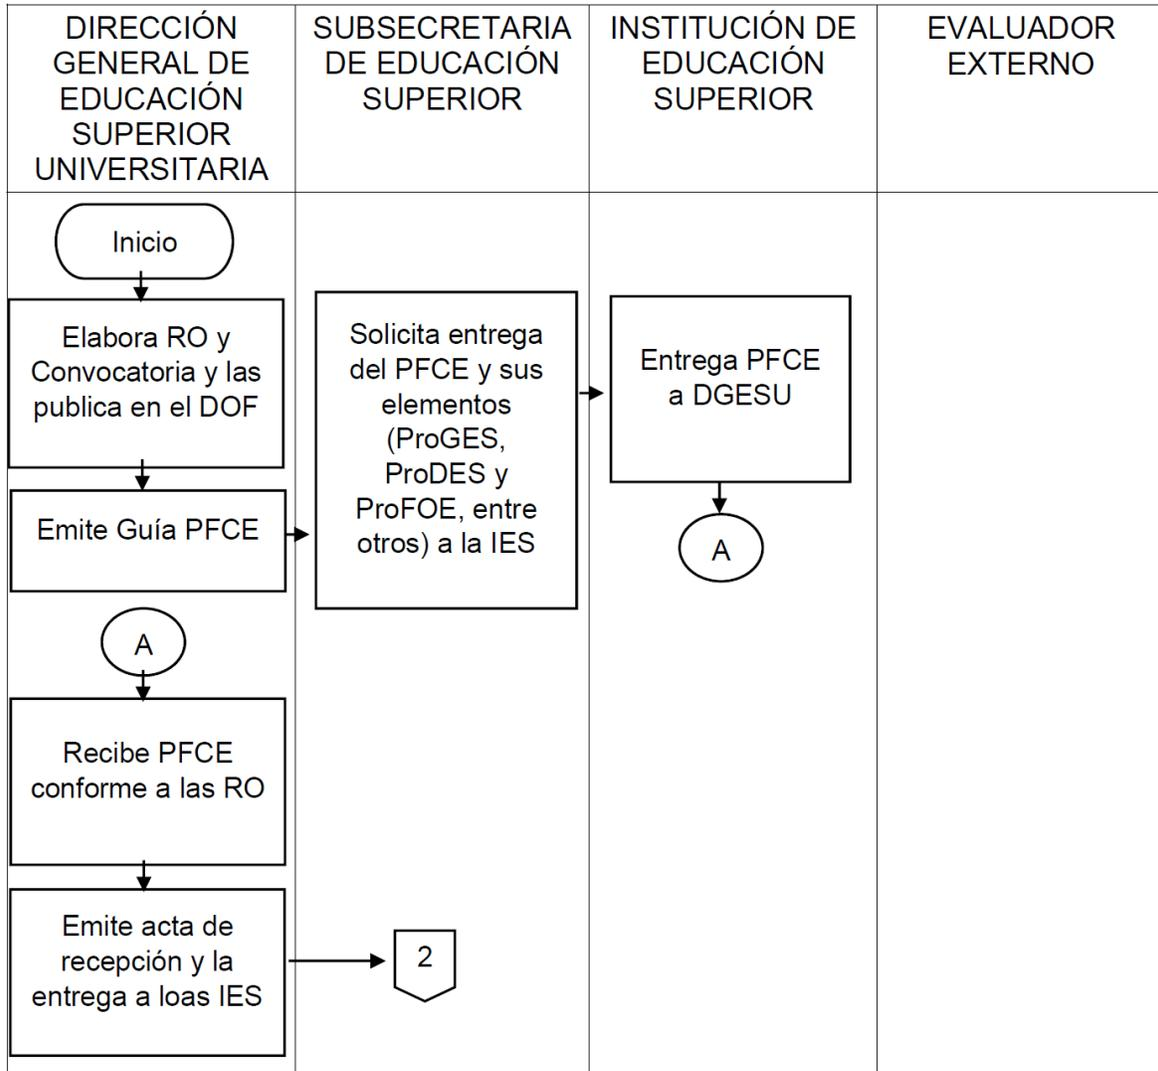 DIRECCIÓN
GENERAL DE
EDUCACIÓN
SUPERIOR
UNIVERSITARIA
SUBSECRETARIA
DE EDUCACIÓN
SUPERIOR
INSTITUCIÓN DE
EDUCACIÓN
SUPERIOR
EVALUADOR
EXTERNO
Inicio
Elabora RO y
Convocatoria y las
publica en el DOF
Emite Guía PFCE
Solicita entrega
del PFCE y sus
elementos
(ProGES,
ProDES y
ProFOE, entre
otros) a la IES
Entrega PFCE
a DGESU
A
A
Recibe PFCE
conforme a las RO
Emite acta de
recepción y la
entrega a loas IES
2